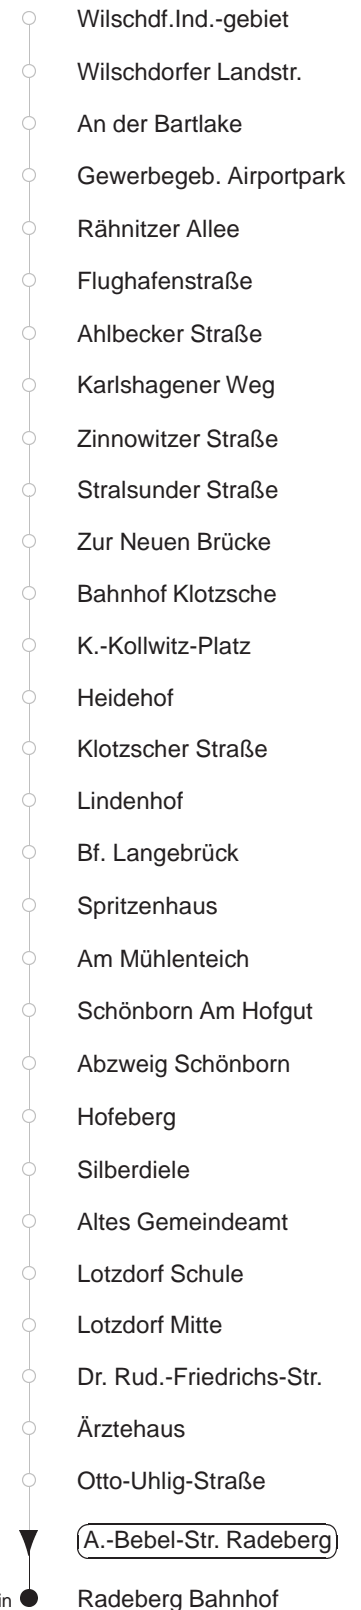 Wilschdf.Ind.-gebiet
Wilschdorfer Landstr.
An der Bartlake
Gewerbegeb. Airportpark
Rähnitzer Allee
Flughafenstraße
Ahlbecker Straße
Karlshagener Weg
Zinnowitzer Straße
Stralsunder Straße
Zur Neuen Brücke
Bahnhof Klotzsche
K.-Kollwitz-Platz
Heidehof
Klotzscher Straße
Lindenhof
Bf. Langebrück
Spritzenhaus
Am Mühlenteich
Schönborn Am Hofgut
Abzweig Schönborn
Hofeberg
Silberdiele
Altes Gemeindeamt
Lotzdorf Schule
Lotzdorf Mitte
Dr. Rud.-Friedrichs-Str.
Ärztehaus
Otto-Uhlig-Straße
A.-Bebel-Str. Radeberg
Radeberg Bahnhof